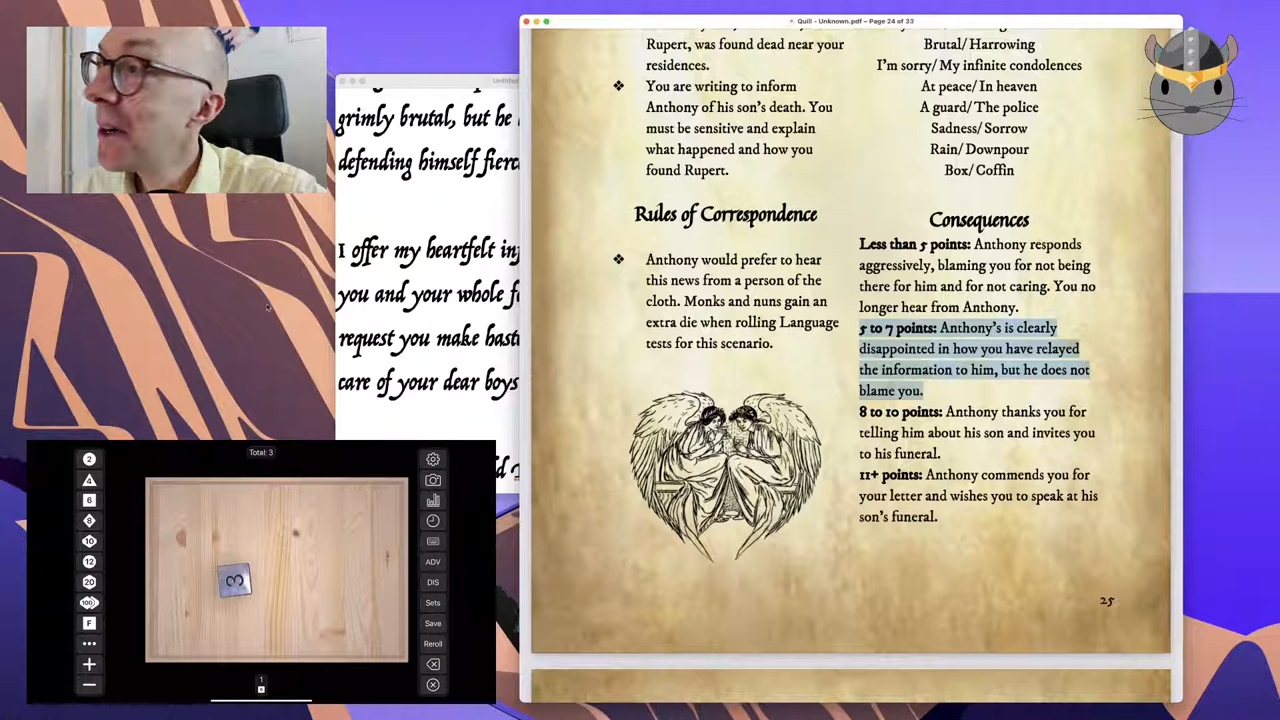 Quill - Unknown.pdf – Page 24 of 33
Rupert, was found dead near your
residences.
❖ You are writing to inform
Anthony of his son's death. You
must be sensitive and explain
what happened and how you
found Rupert.
Rules of Correspondence
❖ Anthony would prefer to hear
this news from a person of the
cloth. Monks and nuns gain an
extra die when rolling Language
tests for this scenario.
Brutal/ Harrowing
I'm sorry/ My infinite condolences
At peace/ In heaven
A guard/ The police
Sadness/ Sorrow
Rain/ Downpour
Box/ Coffin
Consequences
Less than 5 points: Anthony responds
aggressively, blaming you for not being
there for him and for not caring. You no
longer hear from Anthony.
5 to 7 points: Anthony's is clearly
disappointed in how you have relayed
the information to him, but he does not
blame you.
8 to 10 points: Anthony thanks you for
telling him about his son and invites you
to his funeral.
11+ points: Anthony commends you for
your letter and wishes you to speak at his
son's funeral.
25
grimly brutal, but he
defending himself fierc
I offer my heartfelt in
you and your whole f
request you make hast
care of your dear boys
Total: 3
2
4
6
8
10
12
20
100
F
ADV
DIS
Sets
Save
Reroll
3
1